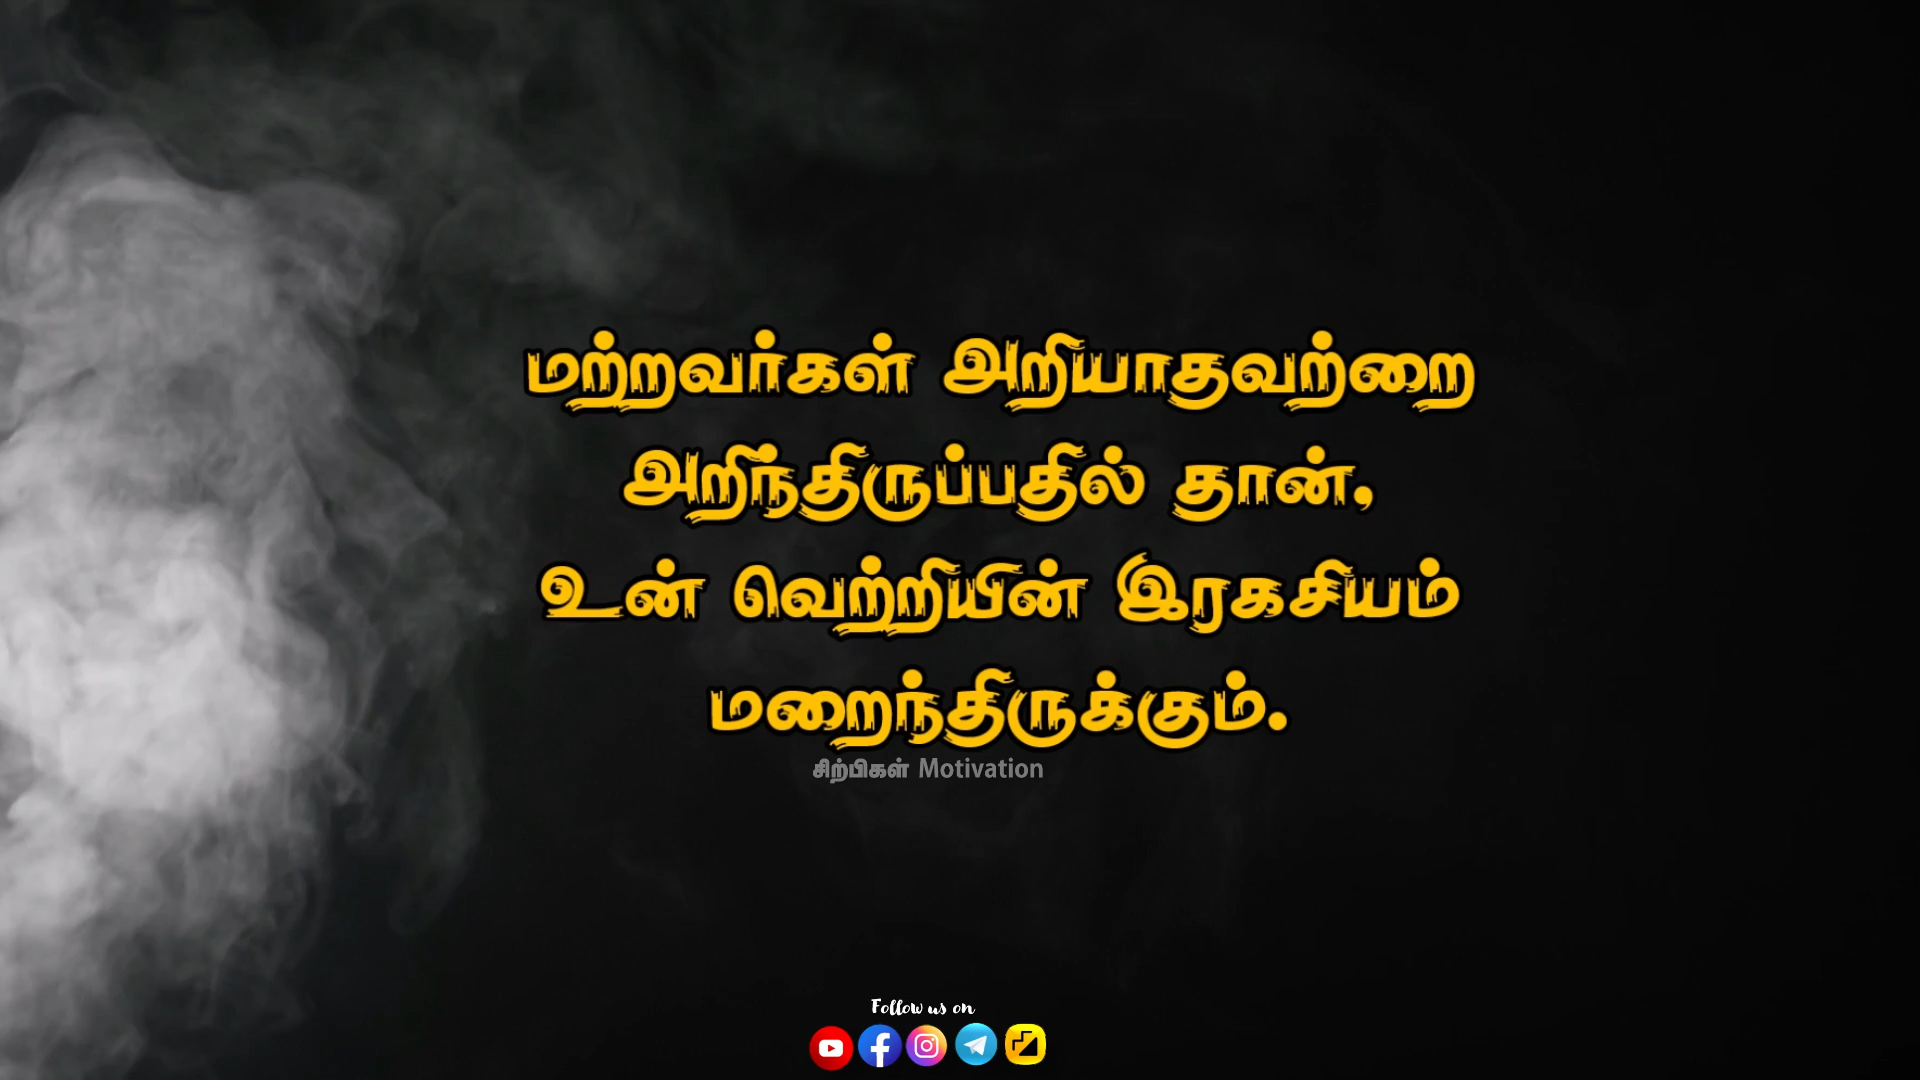 மற்றவர்கள் அறியாதவற்றை
அறிந்திருப்பதில் தான்,
உன் வெற்றியின் இரகசியம்
மறைந்திருக்கும்.
சிற்பிகள் Motivation
Follow us on